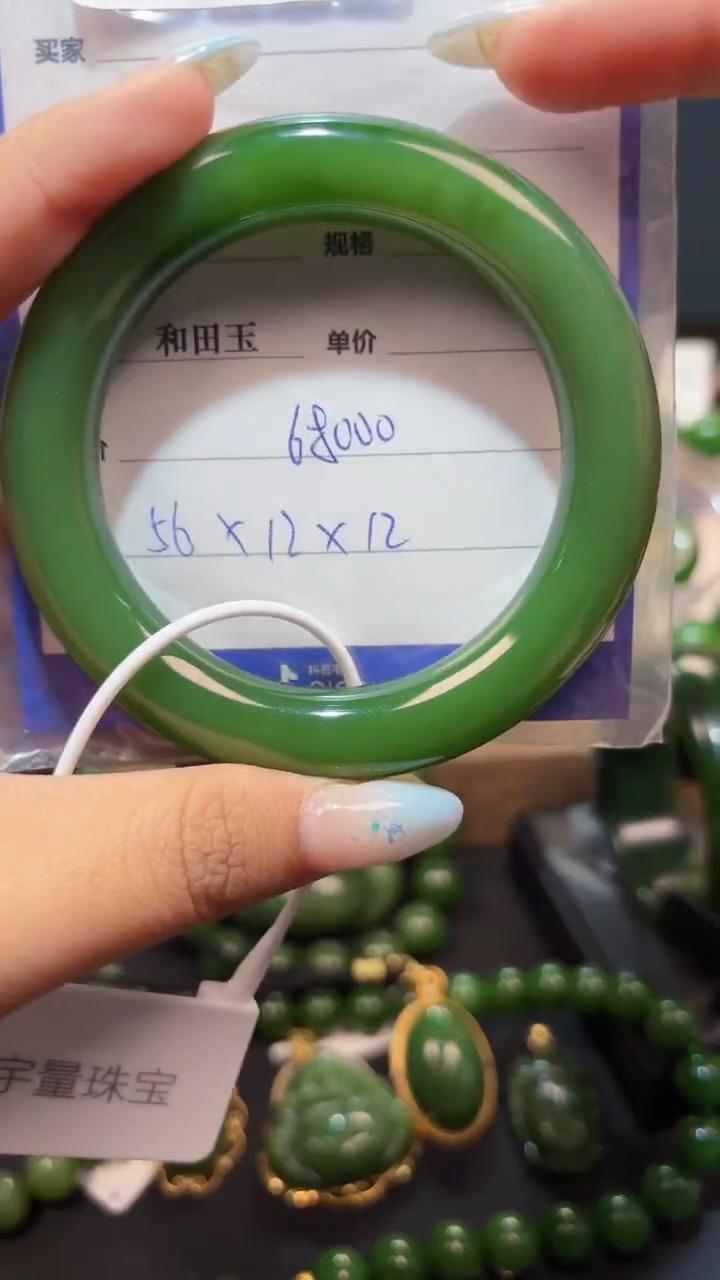 买家
规格
和田玉 单价
68000
56 x 12 x 12
宇量珠宝